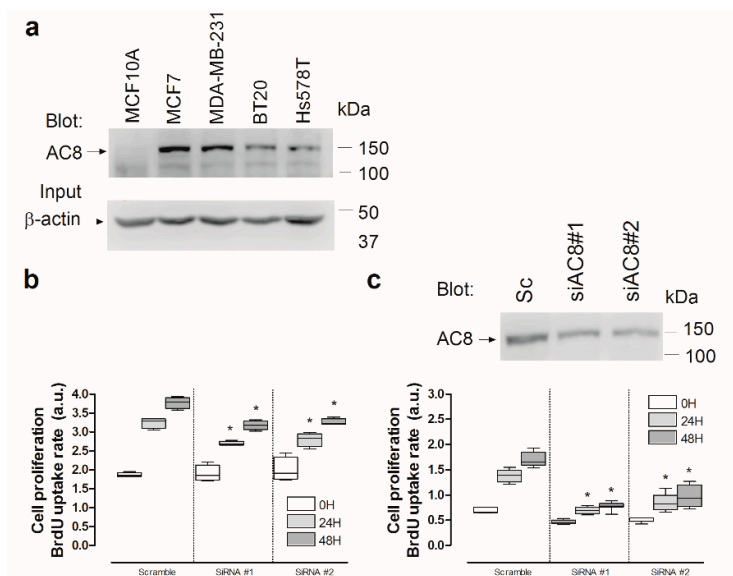 a
MCF10A
MCF7
MDA-MB-231
BT20
Hs578T
kDa
Blot:
AC8
150
100
Input
β-actin
50
37
b
Cell proliferation
BrdU uptake rate (a.u.)
4.0
3.5
3.0
2.5
2.0
1.5
1.0
0.5
0.0
* * * *
0H
24H
48H
Scramble SiRNA #1 SiRNA #2
c
Sc
siAC8#1
siAC8#2
Blot:
kDa
AC8
150
100
Cell proliferation
BrdU uptake rate (a.u.)
3.0
2.5
2.0
1.5
1.0
0.5
0.0
* * * *
0H
24H
48H
Scramble SiRNA #1 SiRNA #2